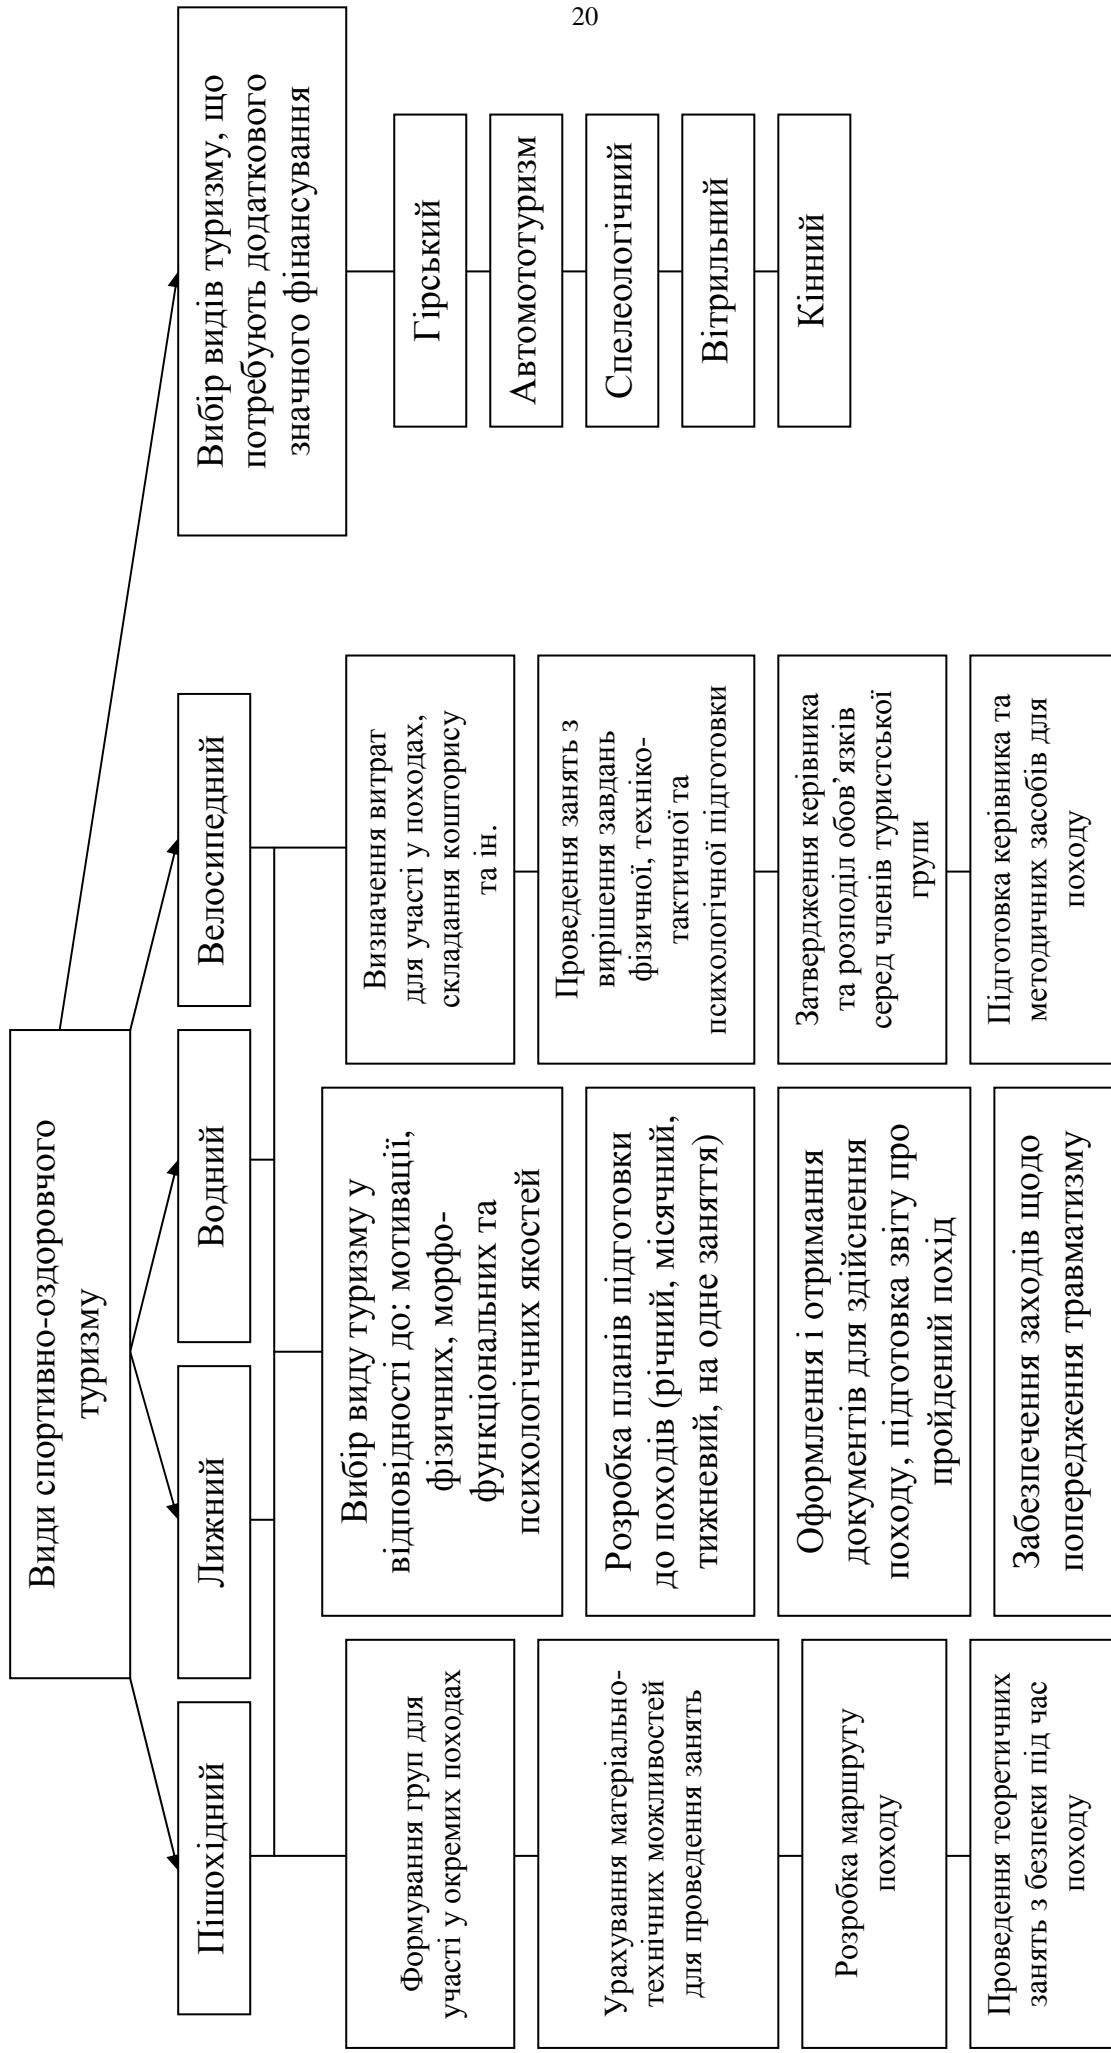 20
Види спортивно-оздоровчого
туризму
Пішохідний
Лижний
Водний
Велосипедний
Вибір видів туризму, що
потребують додаткового
значного фінансування
Формування груп для
участі у окремих походах
Урахування матеріально-
технічних можливостей
для проведення занять
Розробка маршруту
походу
Проведення теоретичних
занять з безпеки під час
походу
Вибір виду туризму у
відповідності до: мотивації,
фізичних, морфо-
функціональних та
психологічних якостей
Розробка планів підготовки
до походів (річний, місячний,
тижневий, на одне заняття)
Оформлення і отримання
документів для здійснення
походу, підготовка звіту про
пройдений похід
Забезпечення заходів щодо
попередження травматизму
Визначення витрат
для участі у походах,
складання кошторису
та ін.
Проведення занять з
вирішення завдань
фізичної, техніко-
тактичної та
психологічної підготовки
Затвердження керівника
та розподіл обов’язків
серед членів туристської
групи
Підготовка керівника та
методичних засобів для
походу
Гірський
Автомототуризм
Спелеологічний
Вітрильний
Кінний